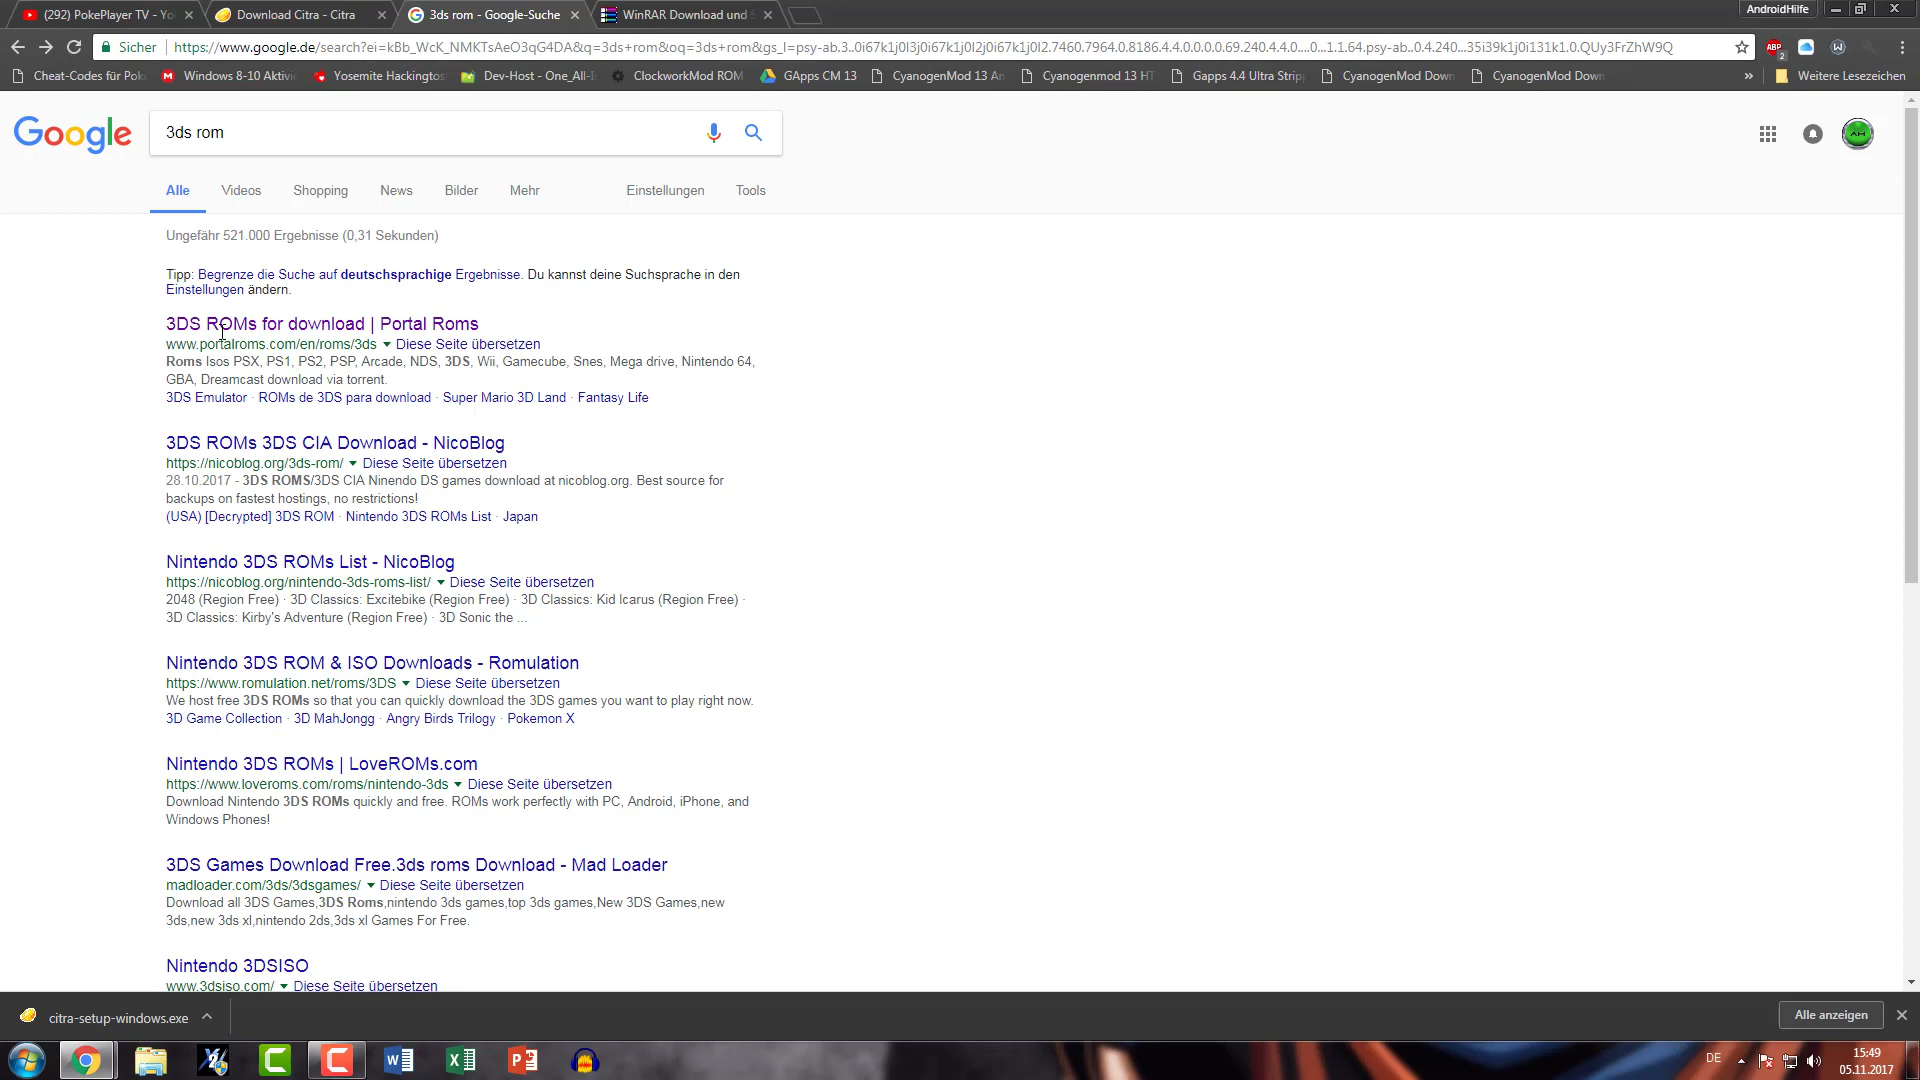 (292) PokePlayer TV - Yo
Download Citra - Citra
3ds rom - Google-Suche
WinRAR Download und
AndroidHilfe
Sicher
https://www.google.de/search?ei=kBb_WcK_NMKTsAeO3qG4DA&q=3ds+rom&oq=3ds+rom&gs_l=psy-ab.3..0i67k1j0l3j0i67k1j0l2j0i67k1j0l2.7460.7964.0.8186.4.4.0.0.0.0.69.240.4.4.0....0...1.1.64.psy-ab..0.4.240...35i39k1j0i131k1.0.QUy3FrZhW9Q
ABP
2
Cheat-Codes für Pok
Windows 8-10 Aktivi
Yosemite Hackingtos
Dev-Host - One_All-I
ClockworkMod ROM
GApps CM 13
CyanogenMod 13 An
Cyanogenmod 13 HT
Gapps 4.4 Ultra Stripp
CyanogenMod Down
CyanogenMod Down
»
Weitere Lesezeichen
Google
3ds rom
AH
Alle
Videos
Shopping
News
Bilder
Mehr
Einstellungen
Tools
Ungefähr 521.000 Ergebnisse (0,31 Sekunden)
Tipp: Begrenze die Suche auf deutschsprachige Ergebnisse. Du kannst deine Suchsprache in den
Einstellungen ändern.
3DS ROMs for download | Portal Roms
www.portalroms.com/en/roms/3ds Diese Seite übersetzen
Roms Isos PSX, PS1, PS2, PSP, Arcade, NDS, 3DS, Wii, Gamecube, Snes, Mega drive, Nintendo 64,
GBA, Dreamcast download via torrent.
3DS Emulator · ROMs de 3DS para download · Super Mario 3D Land · Fantasy Life
3DS ROMs 3DS CIA Download - NicoBlog
https://nicoblog.org/3ds-rom/ Diese Seite übersetzen
28.10.2017 - 3DS ROMS/3DS CIA Ninendo DS games download at nicoblog.org. Best source for
backups on fastest hostings, no restrictions!
(USA) [Decrypted] 3DS ROM · Nintendo 3DS ROMs List · Japan
Nintendo 3DS ROMs List - NicoBlog
https://nicoblog.org/nintendo-3ds-roms-list/ Diese Seite übersetzen
2048 (Region Free) · 3D Classics: Excitebike (Region Free) · 3D Classics: Kid Icarus (Region Free) ·
3D Classics: Kirby's Adventure (Region Free) · 3D Sonic the ...
Nintendo 3DS ROM & ISO Downloads - Romulation
https://www.romulation.net/roms/3DS Diese Seite übersetzen
We host free 3DS ROMs so that you can quickly download the 3DS games you want to play right now.
3D Game Collection · 3D MahJongg · Angry Birds Trilogy · Pokemon X
Nintendo 3DS ROMs | LoveROMs.com
https://www.loveroms.com/roms/nintendo-3ds Diese Seite übersetzen
Download Nintendo 3DS ROMs quickly and free. ROMs work perfectly with PC, Android, iPhone, and
Windows Phones!
3DS Games Download Free.3ds roms Download - Mad Loader
madloader.com/3ds/3dsgames/ Diese Seite übersetzen
Download all 3DS Games,3DS Roms,nintendo 3ds games,top 3ds games,New 3DS Games,new
3ds,new 3ds xl,nintendo 2ds,3ds xl Games For Free.
Nintendo 3DSISO
www.3dsiso.com/ Diese Seite übersetzen
citra-setup-windows.exe
Alle anzeigen
DE
15:49
05.11.2017